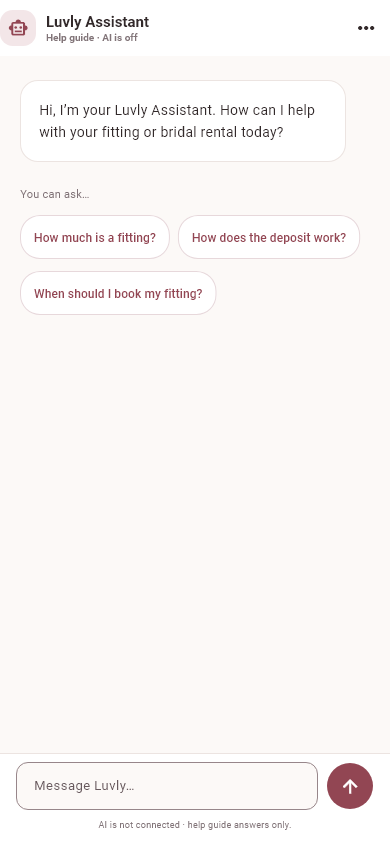 Luvly Assistant
Help guide · AI is off
Hi, I’m your Luvly Assistant. How can I help
with your fitting or bridal rental today?
You can ask…
How much is a fitting?
How does the deposit work?
When should I book my fitting?
Message Luvly…
AI is not connected · help guide answers only.